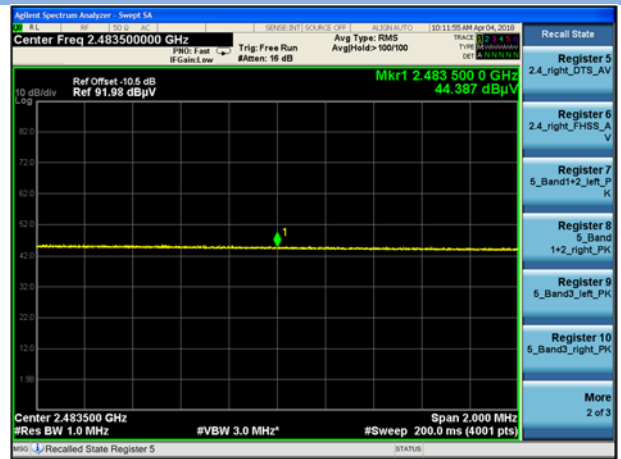 Agilent Spectrum Analyzer - Swept SA
RL RF 50 Ω AC SENSE:INT SOURCE OFF ALIGN AUTO 10:11:55 AM Apr 04, 2018
Center Freq 2.483500000 GHz
PNO: Fast
IFGain:Low
Trig: Free Run
#Atten: 16 dB
Avg Type: RMS
Avg|Hold:> 100/100
TRACE 1 2 3 4 5 6
TYPE
DET A N N N N N
Recall State
Ref Offset -10.5 dB
Ref 91.98 dBµV
10 dB/div
Log
Mkr1 2.483 500 0 GHz
44.387 dBµV
82.0
72.0
62.0
52.0
42.0
32.0
22.0
12.0
1.98
1
Center 2.483500 GHz
#Res BW 1.0 MHz
#VBW 3.0 MHz*
Span 2.000 MHz
#Sweep 200.0 ms (4001 pts)
MSG Recalled State Register 5
STATUS
Register 5
2.4_right_DTS_AV
Register 6
2.4_right_FHSS_A
V
Register 7
5_Band1+2_left_P
K
Register 8
5_Band
1+2_right_PK
Register 9
5_Band3_left_PK
Register 10
5_Band3_right_PK
More
2 of 3